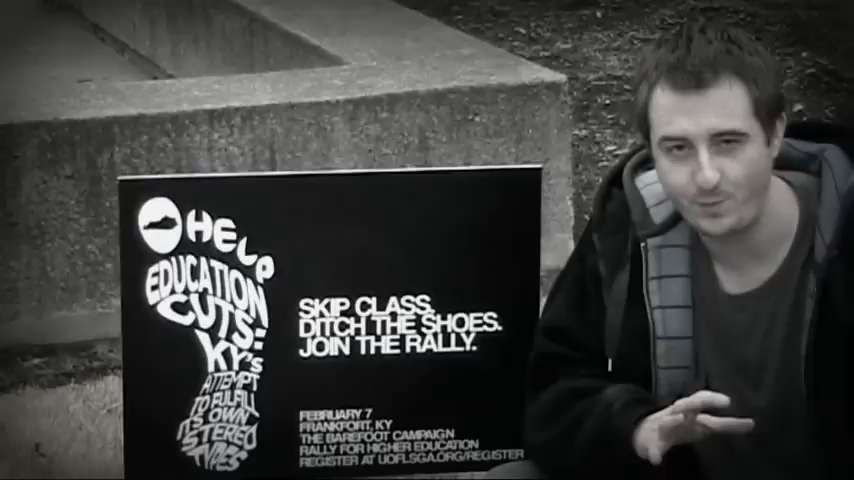 HELP
EDUCATION
CUTS:
KY'S
ATTEMPT
TO FULFILL
ITS OWN
STEREO
TYPES
SKIP CLASS.
DITCH THE SHOES.
JOIN THE RALLY.
FEBRUARY 7
FRANKFORT, KY
THE BAREFOOT CAMPAIGN
RALLY FOR HIGHER EDUCATION
REGISTER AT UOFLSGA.ORG/REGISTER